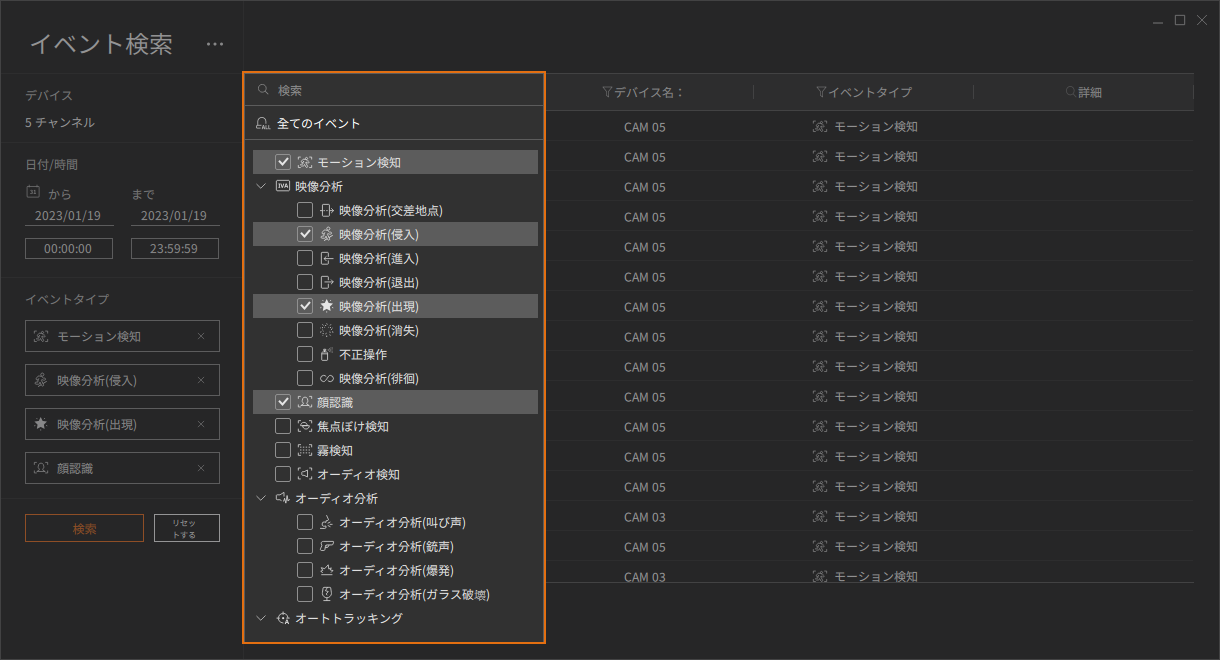 イベント検索
デバイス
5 チャンネル
日付/時間
31 から まで
2023/01/19 2023/01/19
00:00:00 23:59:59
イベントタイプ
モーション検知
映像分析(侵入)
映像分析(出現)
顔認識
検索
リセッ
トする
検索
ALL 全てのイベント
モーション検知
IVA 映像分析
映像分析(交差地点)
映像分析(侵入)
映像分析(進入)
映像分析(退出)
映像分析(出現)
映像分析(消失)
不正操作
映像分析(徘徊)
顔認識
焦点ぼけ検知
霧検知
オーディオ検知
オーディオ分析
オーディオ分析(叫び声)
オーディオ分析(銃声)
オーディオ分析(爆発)
オーディオ分析(ガラス破壊)
オートトラッキング
デバイス名： イベントタイプ 詳細
CAM 05 モーション検知
CAM 05 モーション検知
CAM 05 モーション検知
CAM 05 モーション検知
CAM 05 モーション検知
CAM 05 モーション検知
CAM 05 モーション検知
CAM 05 モーション検知
CAM 05 モーション検知
CAM 05 モーション検知
CAM 05 モーション検知
CAM 05 モーション検知
CAM 05 モーション検知
CAM 03 モーション検知
CAM 05 モーション検知
CAM 03 モーション検知